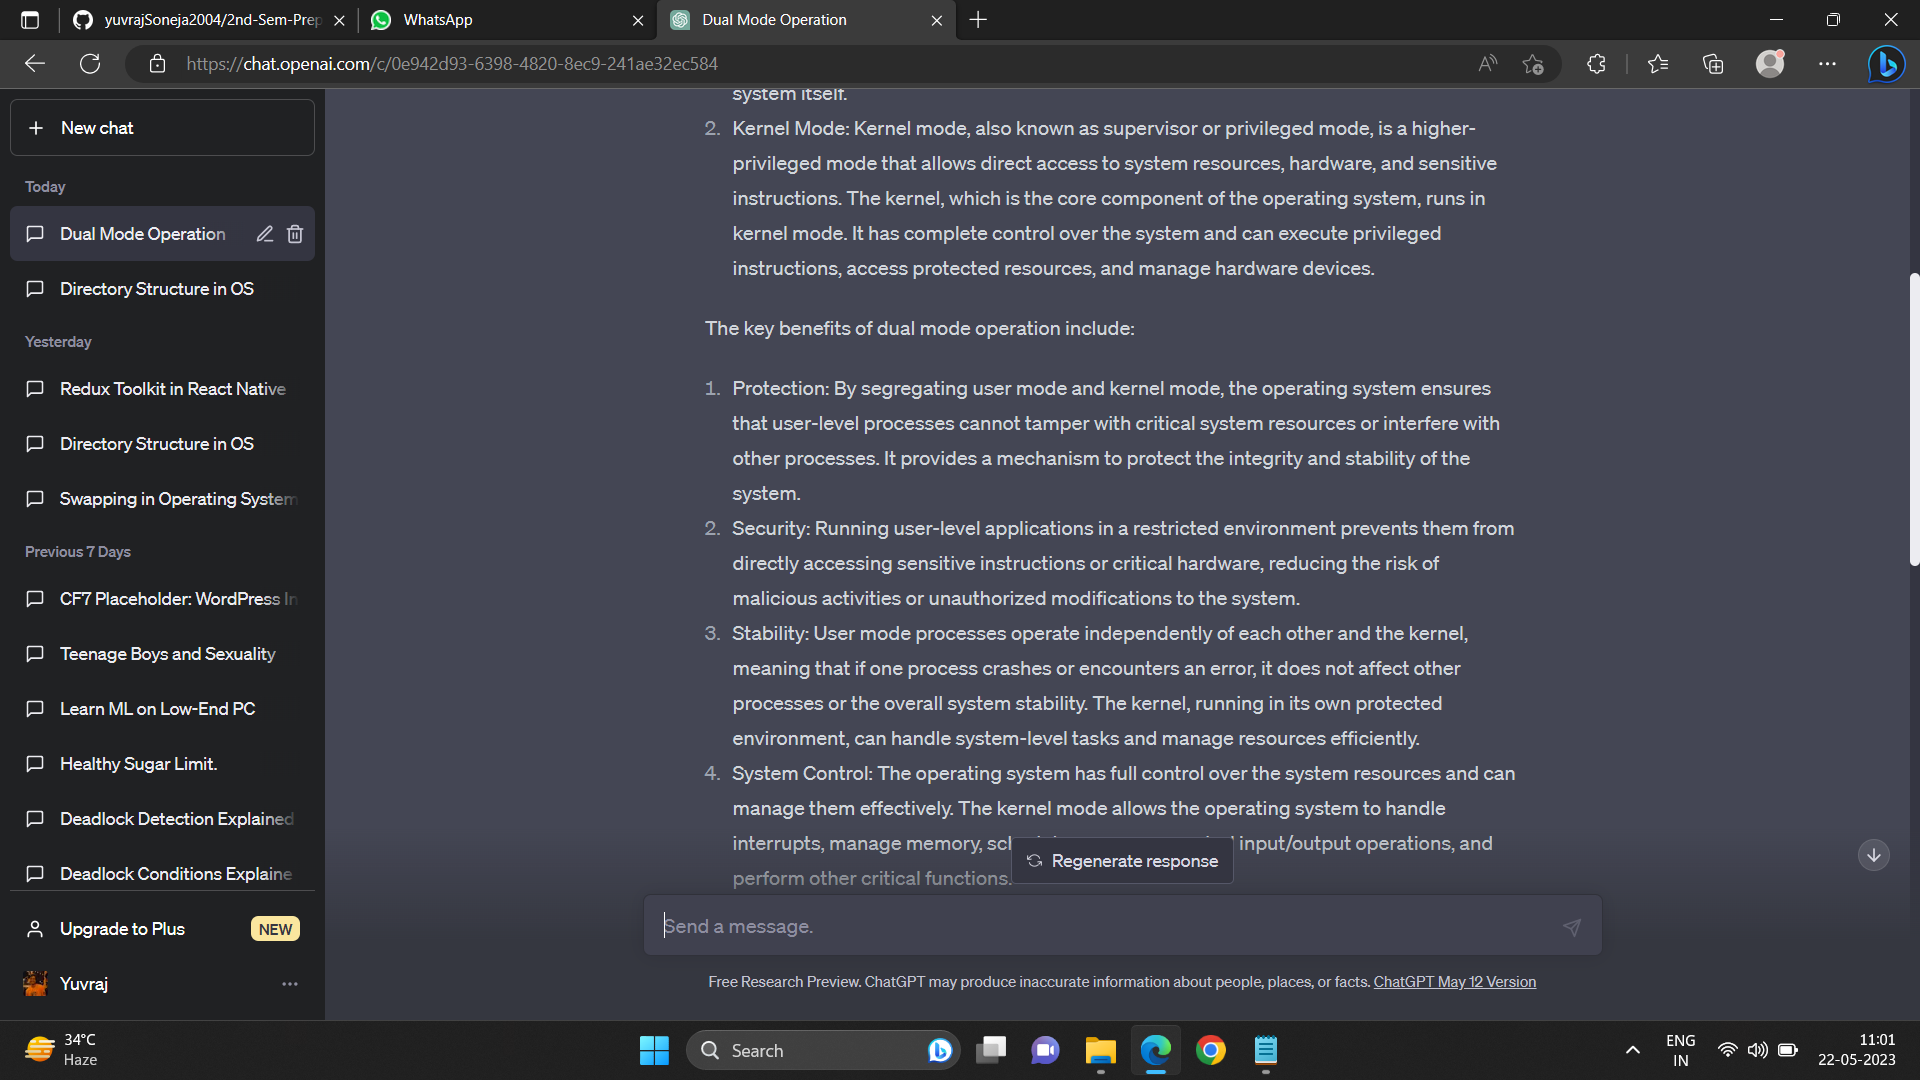 yuvrajSoneja2004/2nd-Sem-Prep
WhatsApp
Dual Mode Operation
https://chat.openai.com/c/0e942d93-6398-4820-8ec9-241ae32ec584
New chat
Today
Dual Mode Operation
Directory Structure in OS
Yesterday
Redux Toolkit in React Native
Directory Structure in OS
Swapping in Operating System
Previous 7 Days
CF7 Placeholder: WordPress In
Teenage Boys and Sexuality
Learn ML on Low-End PC
Healthy Sugar Limit.
Deadlock Detection Explained
Deadlock Conditions Explaine
Upgrade to Plus NEW
Yuvraj
system itself.
2. Kernel Mode: Kernel mode, also known as supervisor or privileged mode, is a higher-
privileged mode that allows direct access to system resources, hardware, and sensitive
instructions. The kernel, which is the core component of the operating system, runs in
kernel mode. It has complete control over the system and can execute privileged
instructions, access protected resources, and manage hardware devices.
The key benefits of dual mode operation include:
1. Protection: By segregating user mode and kernel mode, the operating system ensures
that user-level processes cannot tamper with critical system resources or interfere with
other processes. It provides a mechanism to protect the integrity and stability of the
system.
2. Security: Running user-level applications in a restricted environment prevents them from
directly accessing sensitive instructions or critical hardware, reducing the risk of
malicious activities or unauthorized modifications to the system.
3. Stability: User mode processes operate independently of each other and the kernel,
meaning that if one process crashes or encounters an error, it does not affect other
processes or the overall system stability. The kernel, running in its own protected
environment, can handle system-level tasks and manage resources efficiently.
4. System Control: The operating system has full control over the system resources and can
manage them effectively. The kernel mode allows the operating system to handle
interrupts, manage memory, input/output operations, and
perform other critical functions.
Regenerate response
Send a message.
Free Research Preview. ChatGPT may produce inaccurate information about people, places, or facts. ChatGPT May 12 Version
34°C
Haze
Search
ENG
IN
11:01
22-05-2023